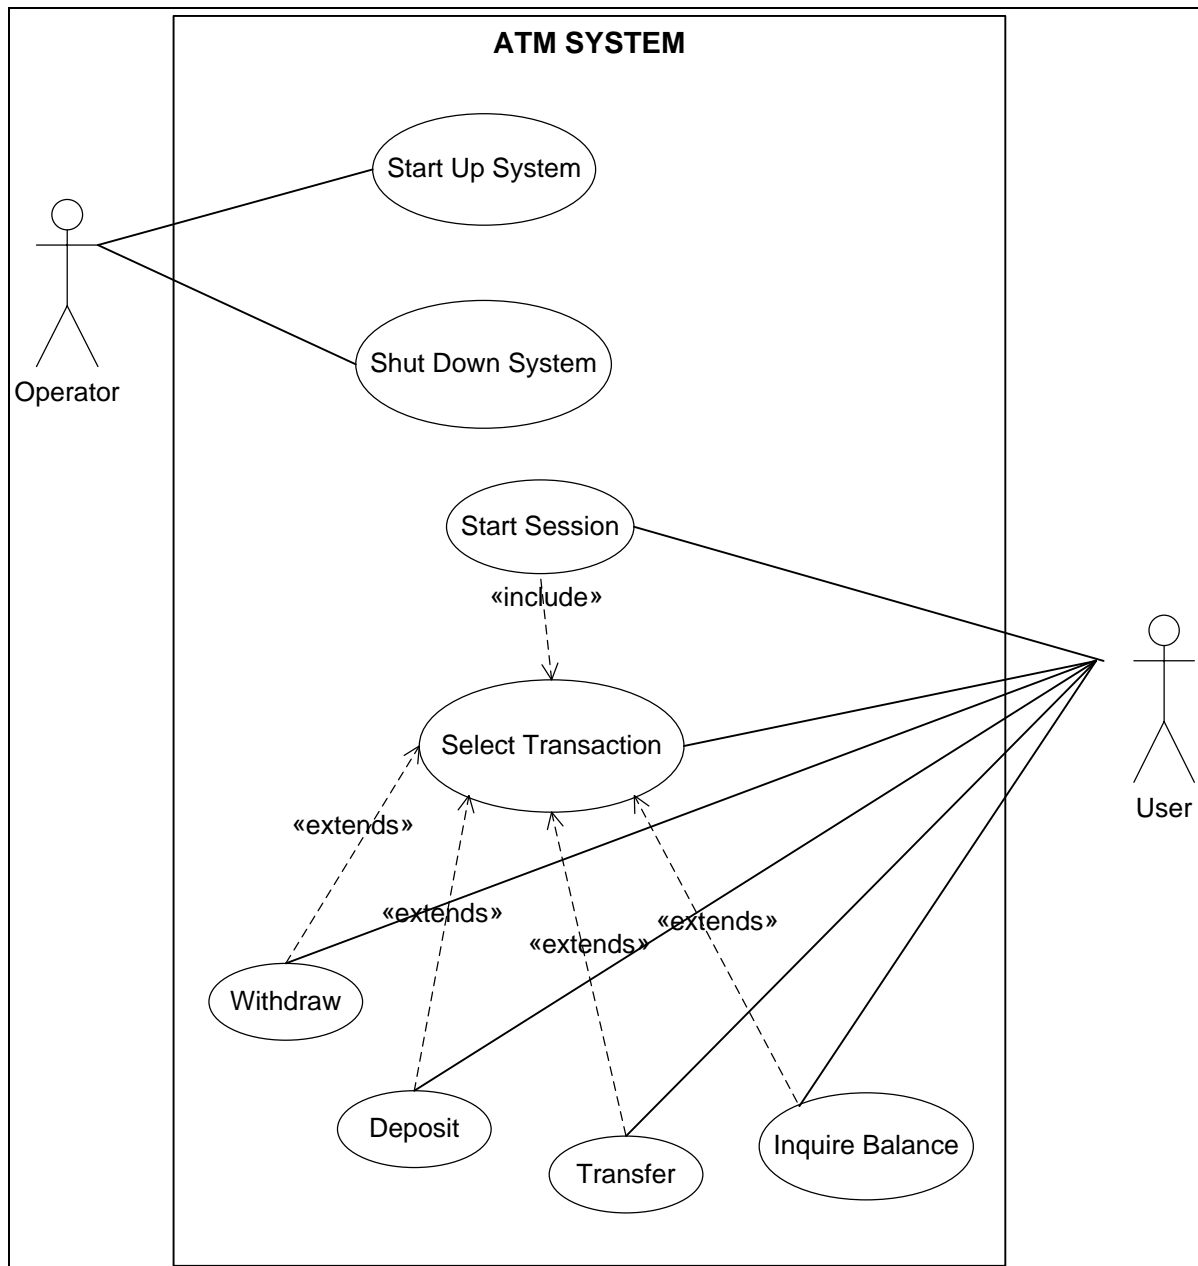 ATM SYSTEM
Start Up System
Operator
Shut Down System
Start Session
«include»
Select Transaction
User
«extends»
«extends»
«extends»
«extends»
Withdraw
Deposit
Transfer
Inquire Balance